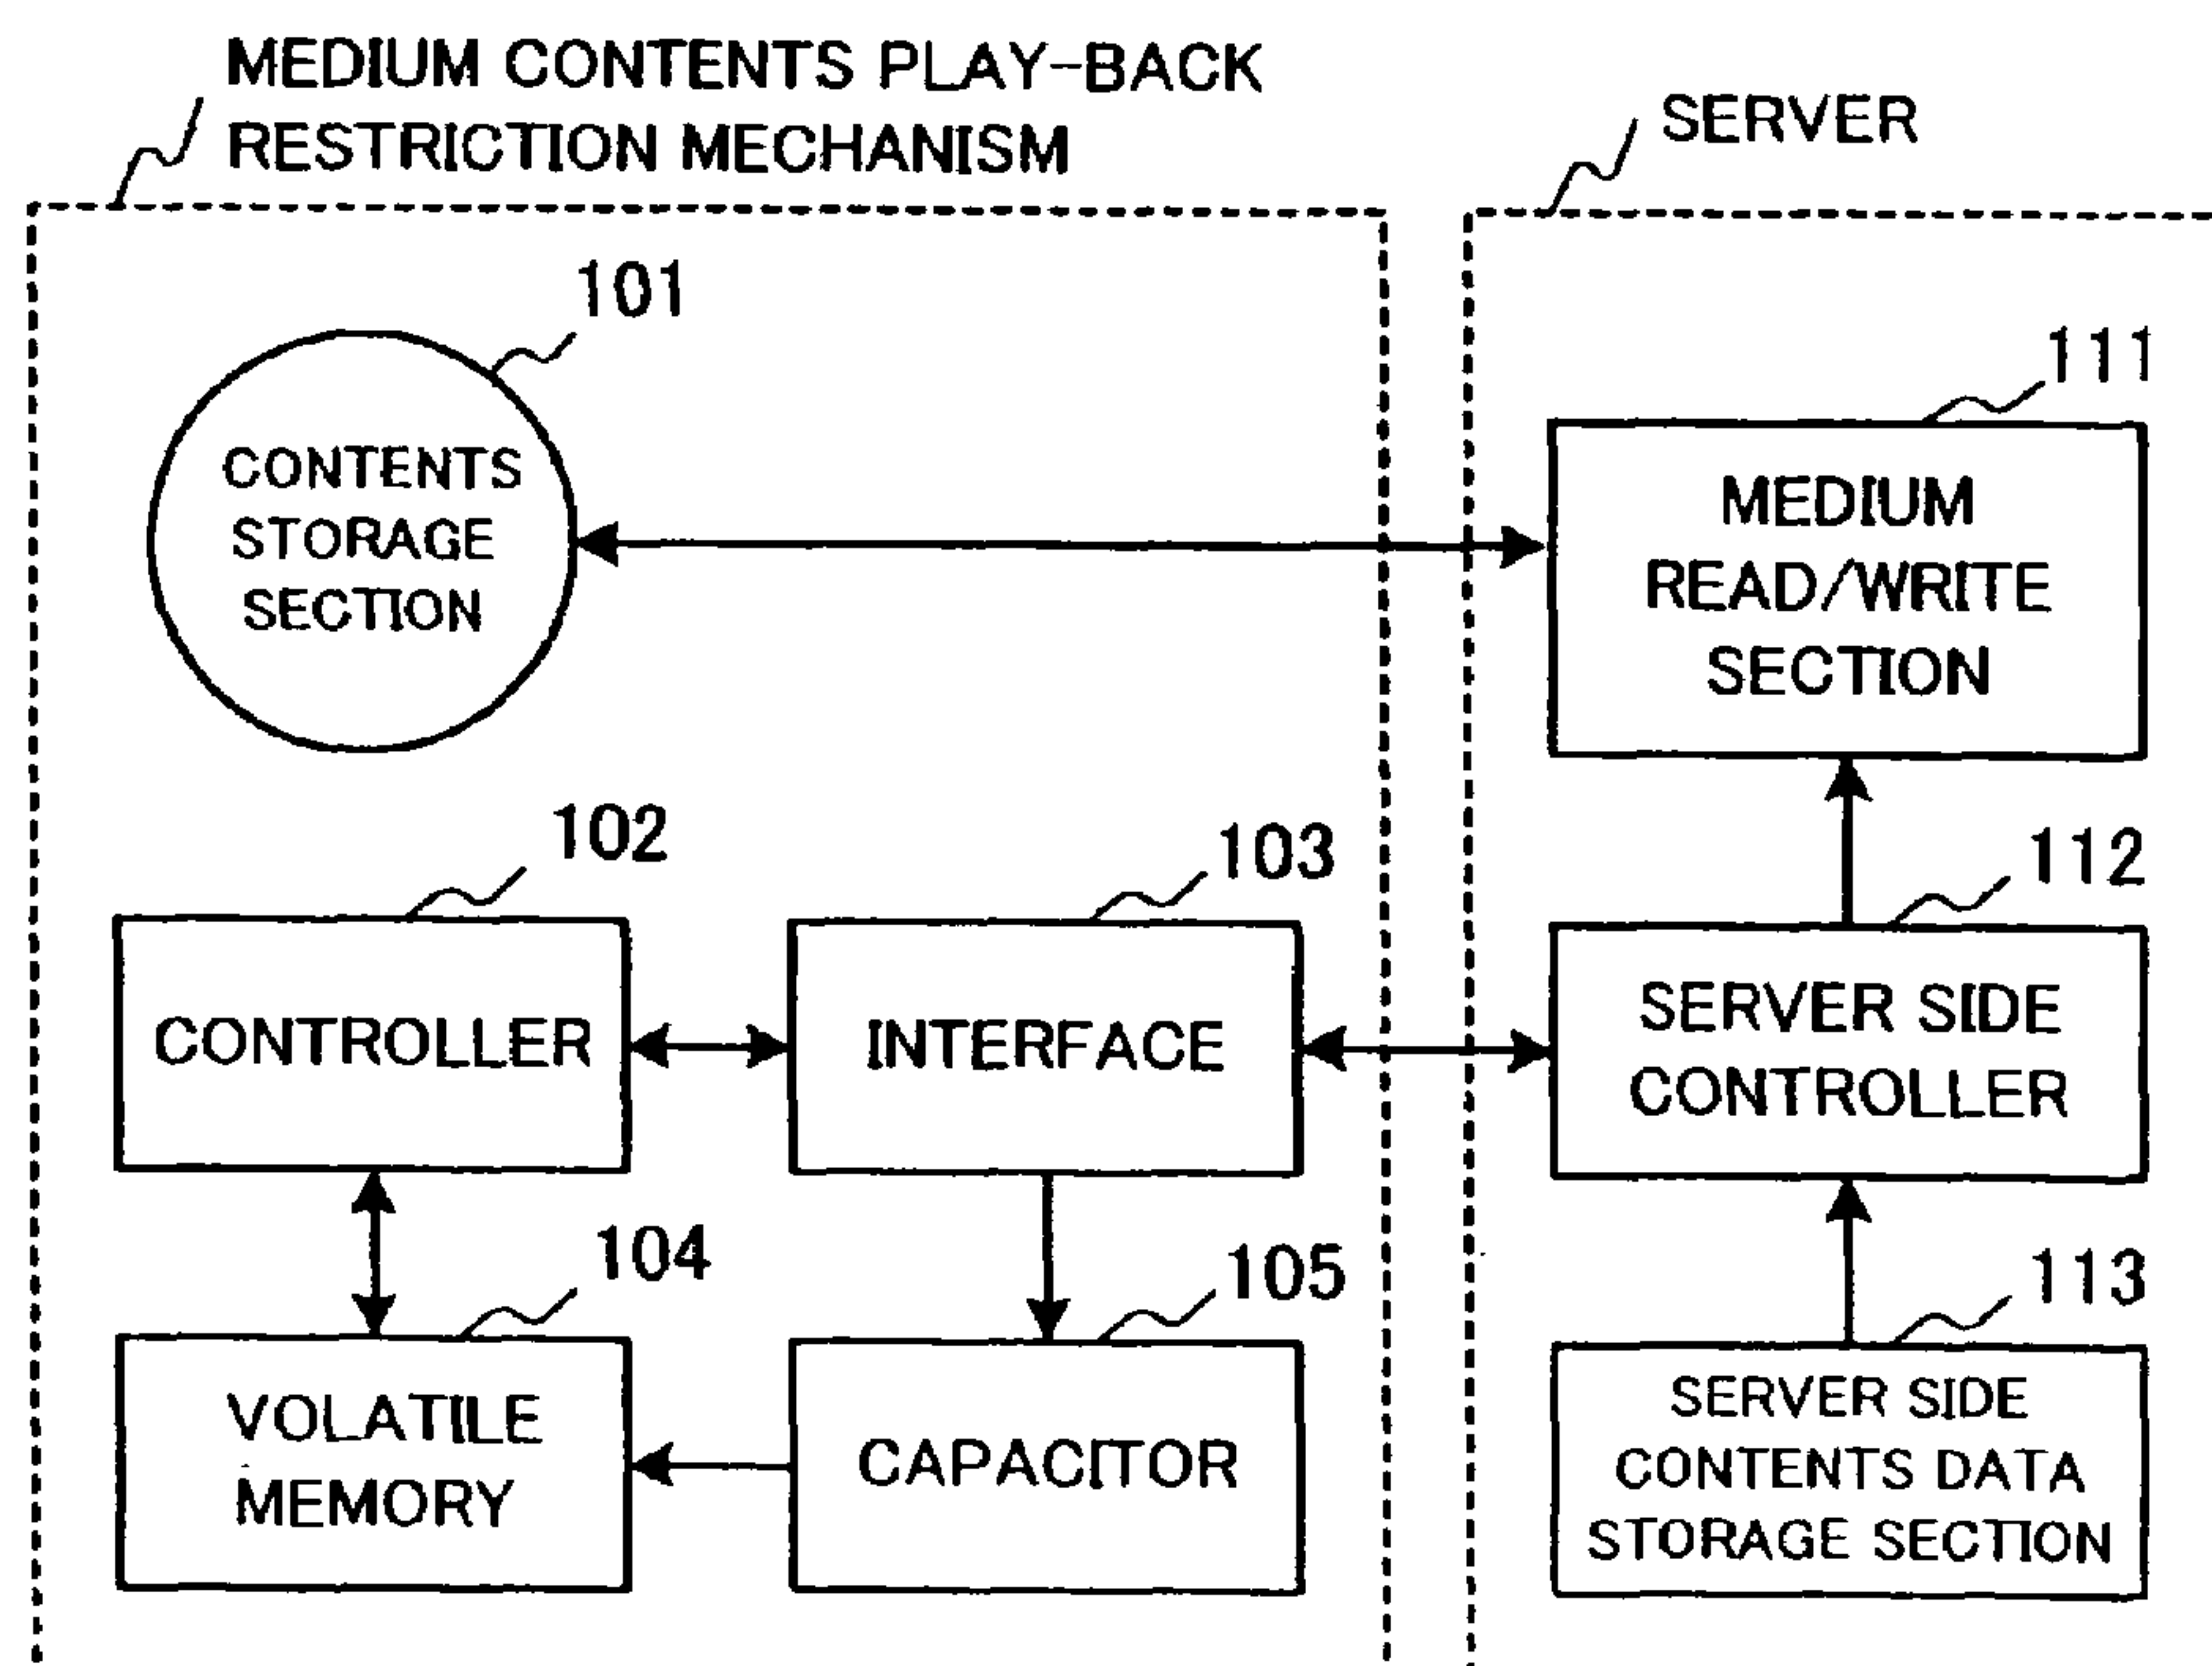 MEDIUM CONTENTS PLAY-BACK
RESTRICTION MECHANISM
SERVER
101
CONTENTS
STORAGE
SECTION
111
MEDIUM
READ/WRITE
SECTION
102
CONTROLLER
103
INTERFACE
112
SERVER SIDE
CONTROLLER
104
VOLATILE
MEMORY
105
CAPACITOR
113
SERVER SIDE
CONTENTS DATA
STORAGE SECTION